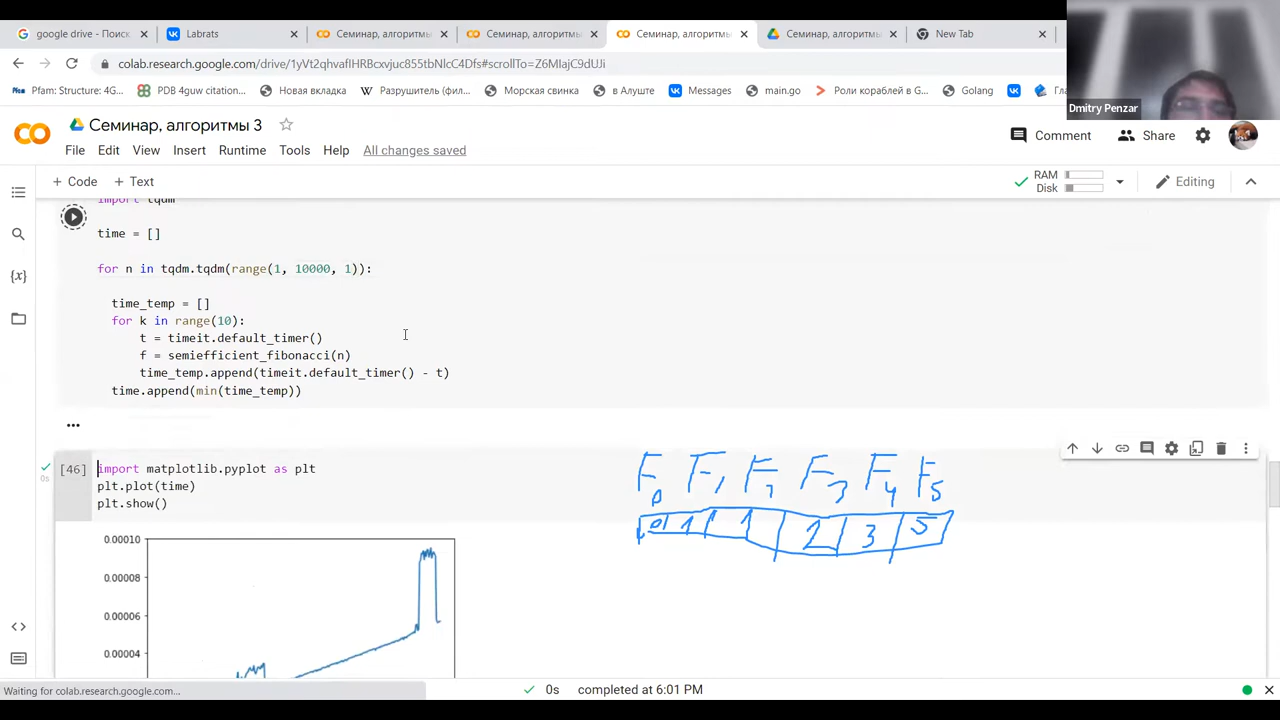 google drive - Поиск
Labrats
Семинар, алгоритмы
Семинар, алгоритмы
Семинар, алгоритмы
Семинар, алгоритмы
New Tab
colab.research.google.com/drive/1yVt2qhvafIHRBcxvjuc855tbNlcC4Dfs#scrollTo=Z6MIajC9dUJi
Pfam: Structure: 4G...
PDB 4guw citation...
Новая вкладка
Разрушитель (фил...
Морская свинка
в Алуште
Messages
main.go
Роли кораблей в G...
Golang
Dmitry Penzar
Семинар, алгоритмы 3
Comment
Share
File Edit View Insert Runtime Tools Help All changes saved
+ Code + Text
RAM
Disk
Editing
import tqdm
time = []
for n in tqdm.tqdm(range(1, 10000, 1)):
time_temp = []
for k in range(10):
t = timeit.default_timer()
f = semiefficient_fibonacci(n)
time_temp.append(timeit.default_timer() - t)
time.append(min(time_temp))
...
[46] import matplotlib.pyplot as plt
0s
plt.plot(time)
plt.show()
F0 F1 F2 F3 F4 F5
0 1 1 2 3 5
0.00010
0.00008
0.00006
0.00004
Waiting for colab.research.google.com...
0s completed at 6:01 PM